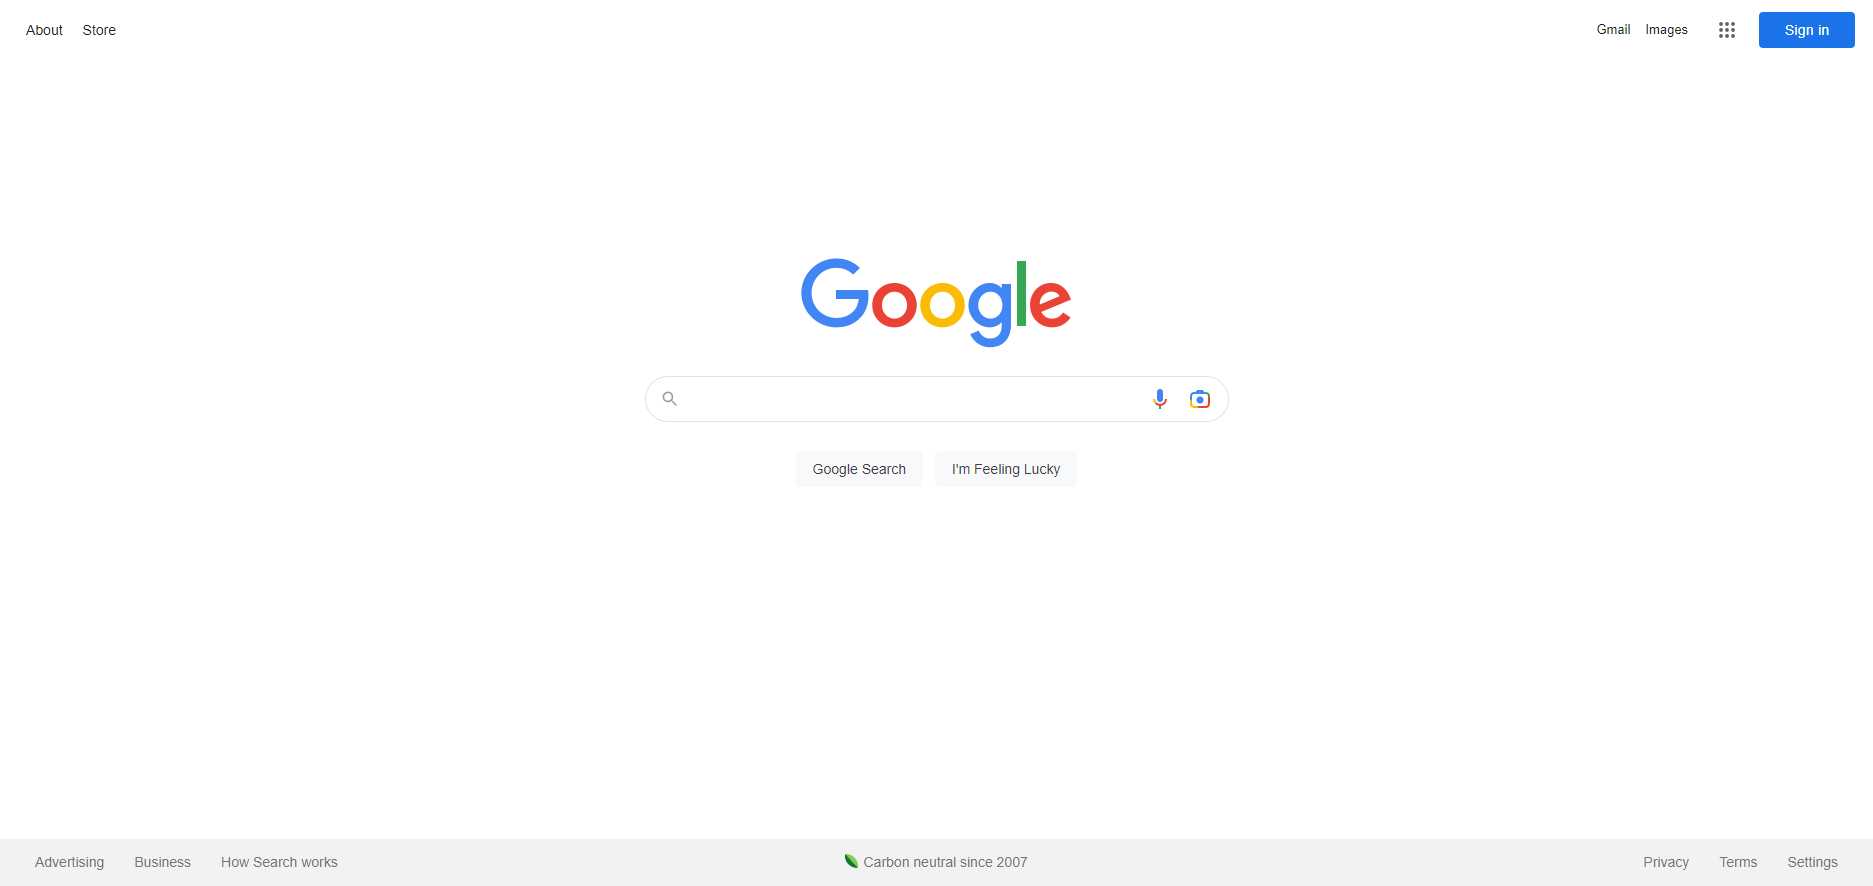 About Store Gmail Images Sign in
Google
Google Search I'm Feeling Lucky
Advertising Business How Search works Carbon neutral since 2007 Privacy Terms Settings